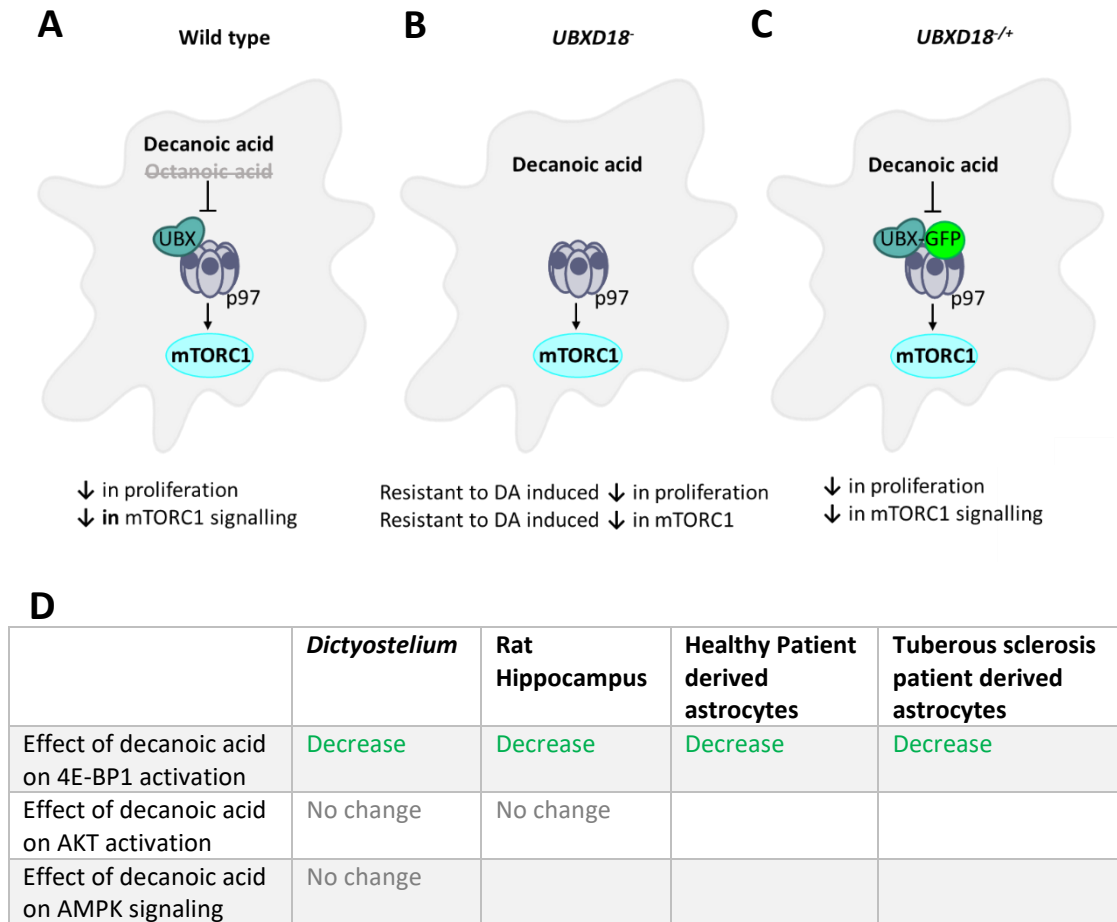 A
Wild type
Decanoic acid
Octanoic acid
UBX
p97
mTORC1
↓ in proliferation
↓ in mTORC1 signalling
B
UBXD18-
Decanoic acid
p97
mTORC1
Resistant to DA induced ↓ in proliferation
Resistant to DA induced ↓ in mTORC1
C
UBXD18-/+
Decanoic acid
UBX-GFP
p97
mTORC1
↓ in proliferation
↓ in mTORC1 signalling
D
Dictyostelium
Rat
Hippocampus
Healthy Patient
derived
astrocytes
Tuberous sclerosis
patient derived
astrocytes
Effect of decanoic acid
on 4E-BP1 activation
Decrease
Decrease
Decrease
Decrease
Effect of decanoic acid
on AKT activation
No change
No change
Effect of decanoic acid
on AMPK signaling
No change